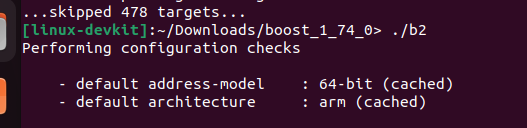 ...skipped 478 targets...
[linux-devkit]:~/Downloads/boost_1_74_0> ./b2
Performing configuration checks
- default address-model    : 64-bit (cached)
- default architecture     : arm (cached)